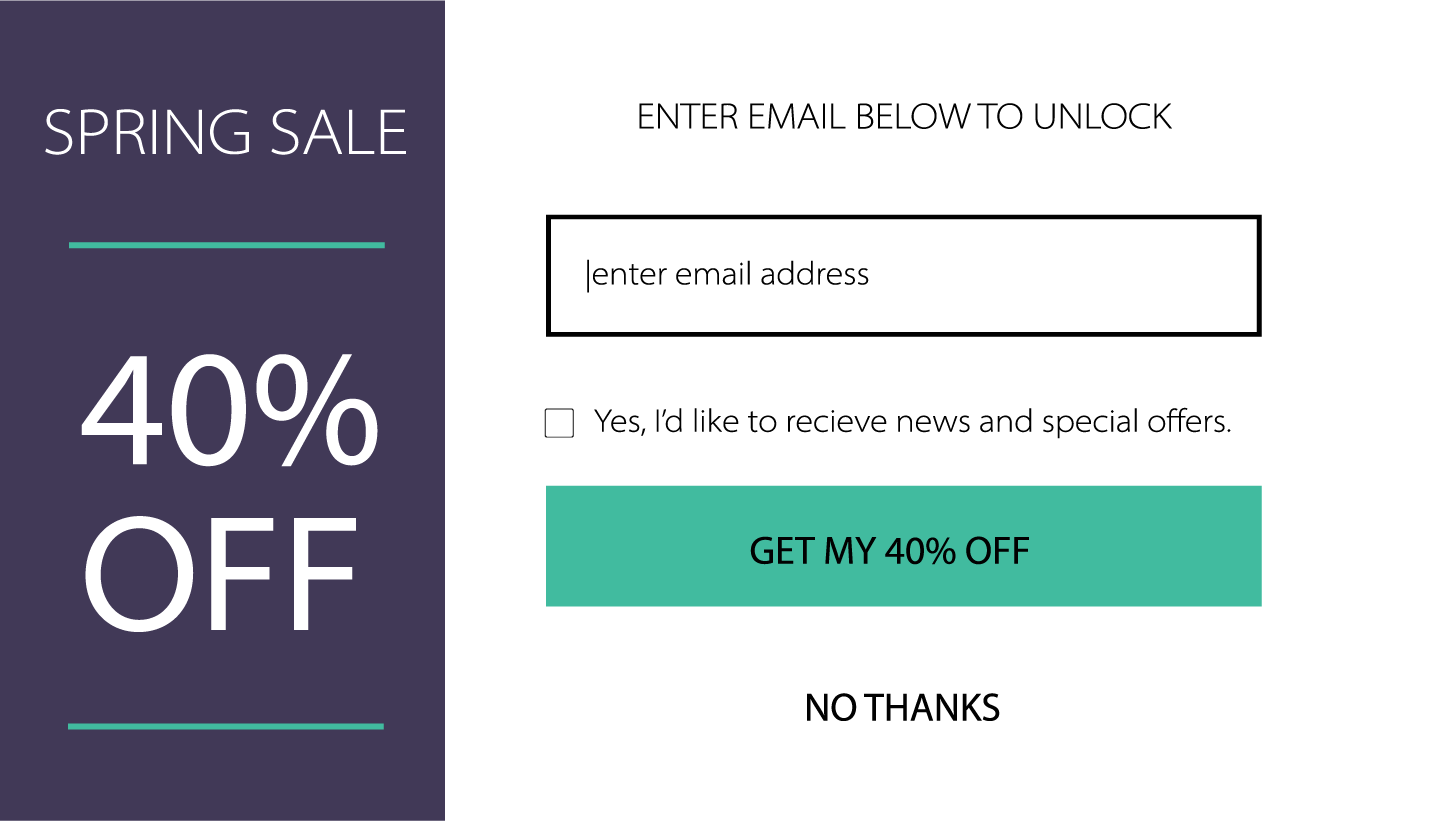 SPRING SALE
40%
OFF
ENTER EMAIL BELOW TO UNLOCK
enter email address
Yes, I’d like to recieve news and special offers.
GET MY 40% OFF
NO THANKS